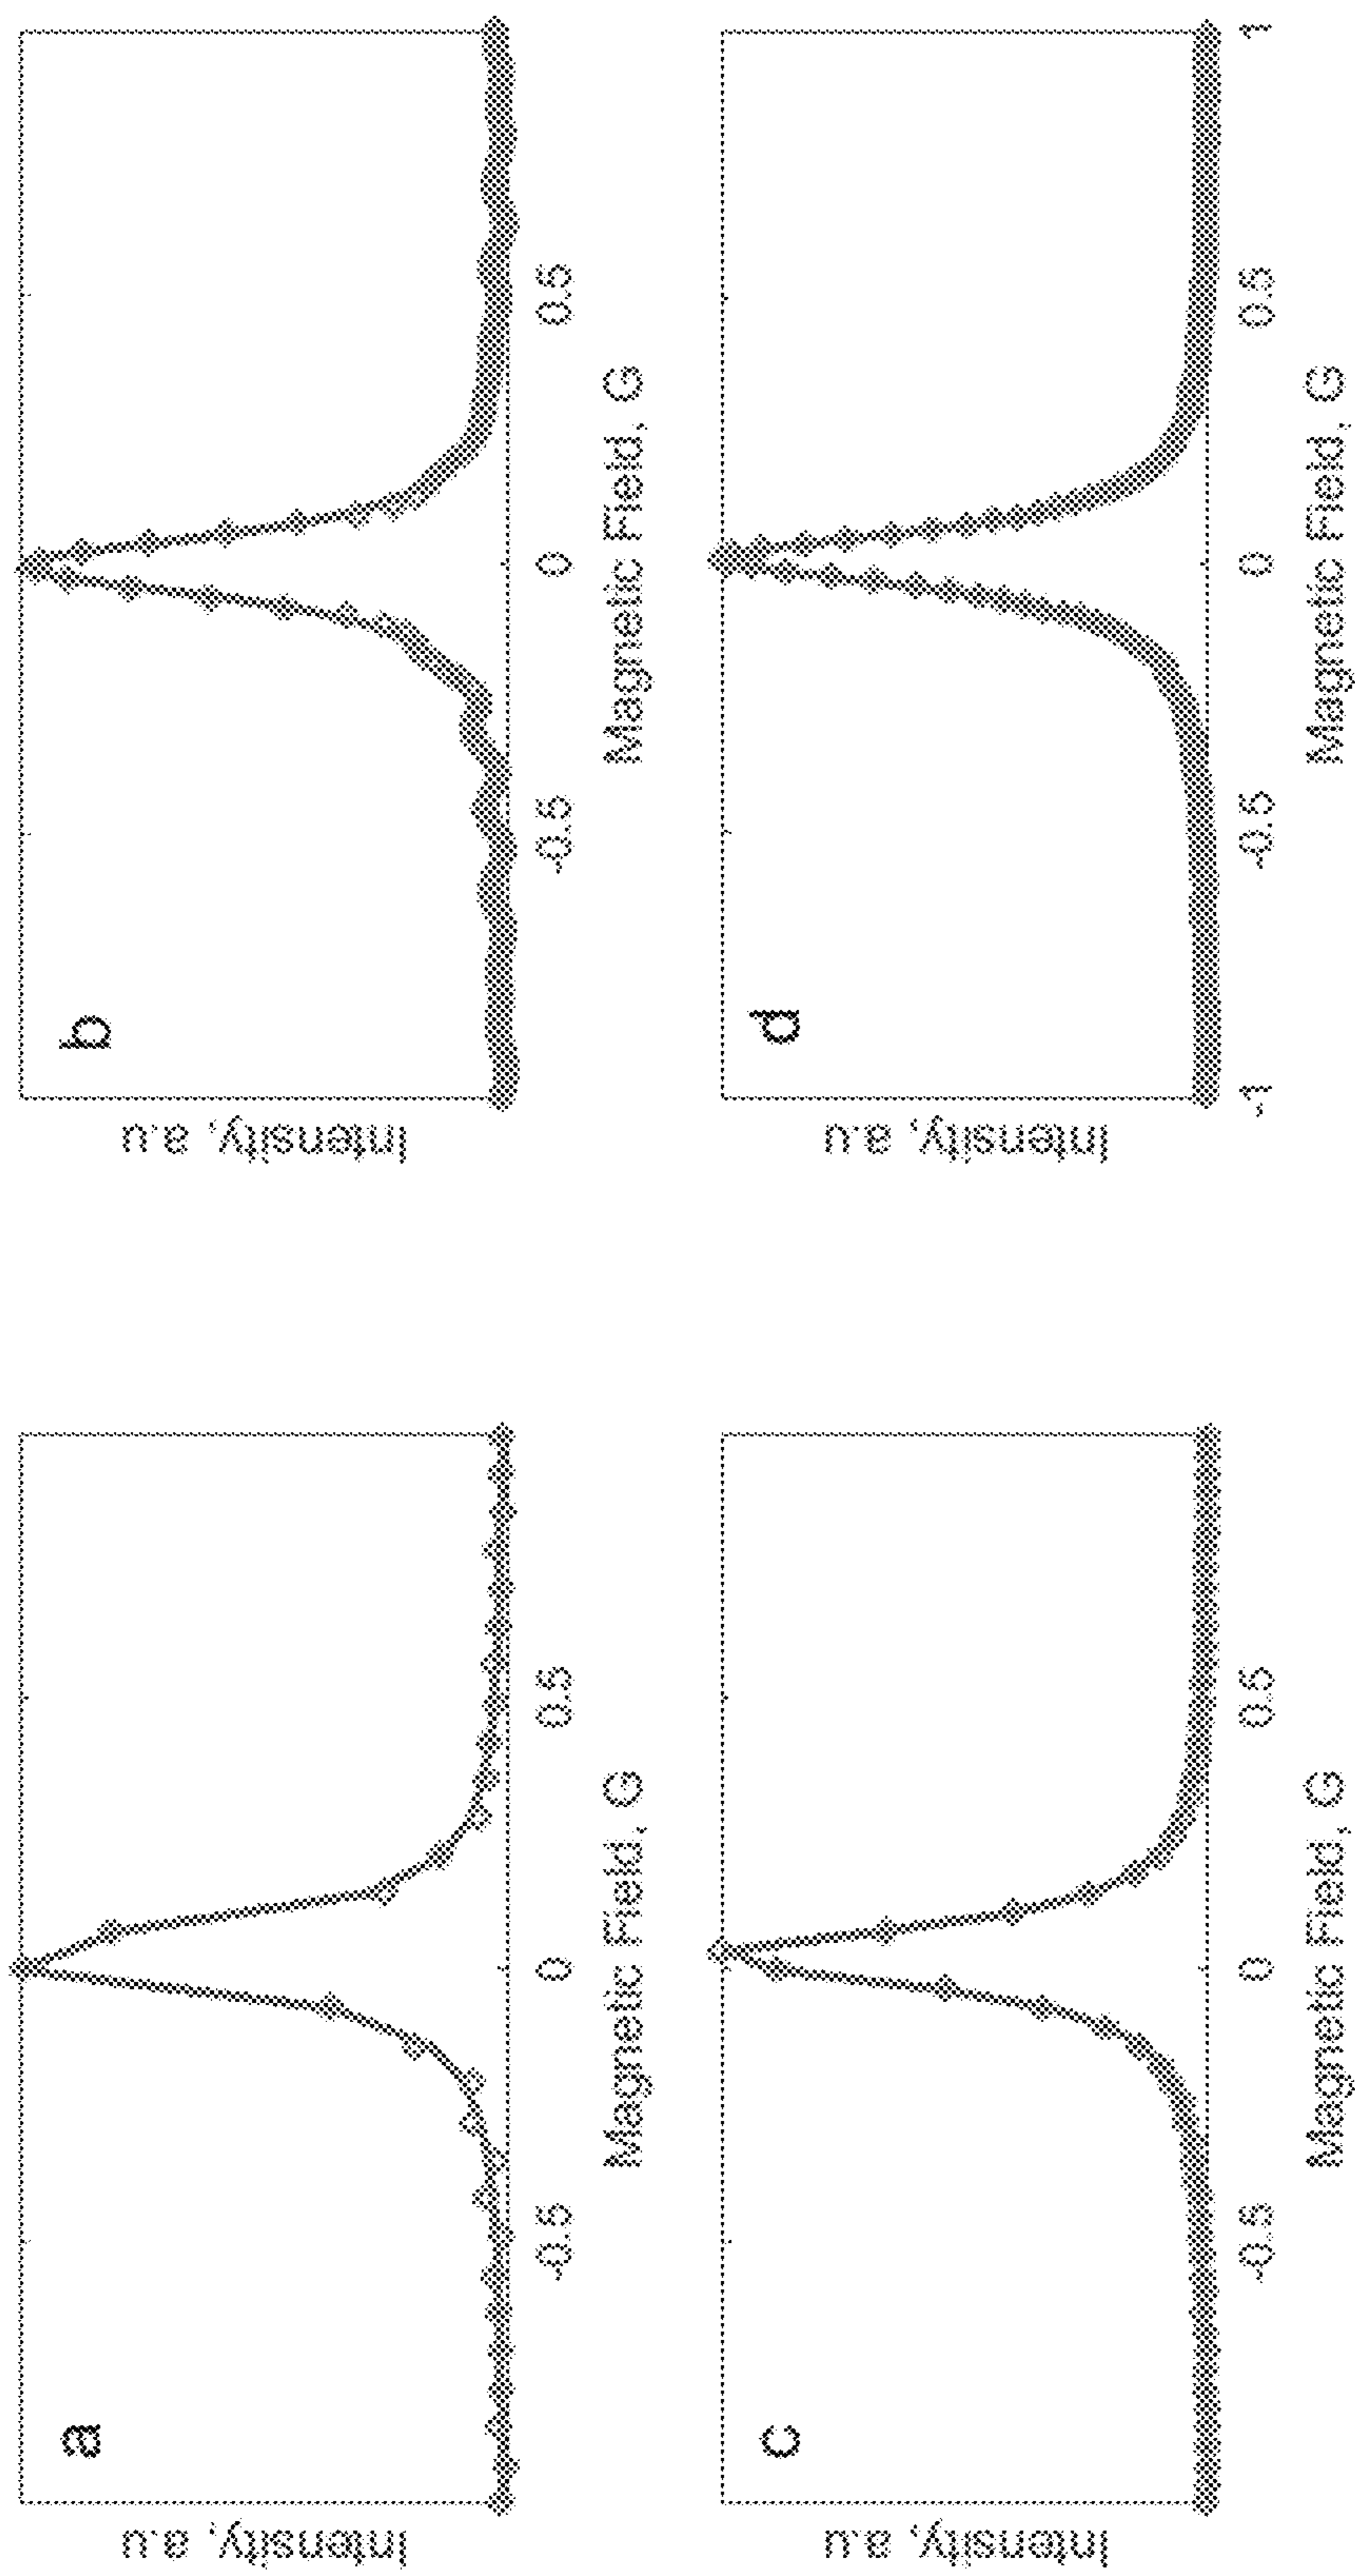 a
Intensity, a.u
-0.5
0
0.5
Magnetic Field, G
b
Intensity, a.u
-0.5
0
0.5
Magnetic Field, G
c
Intensity, a.u
-0.5
0
0.5
Magnetic Field, G
d
Intensity, a.u
-1
-0.5
0
0.5
1
Magnetic Field, G